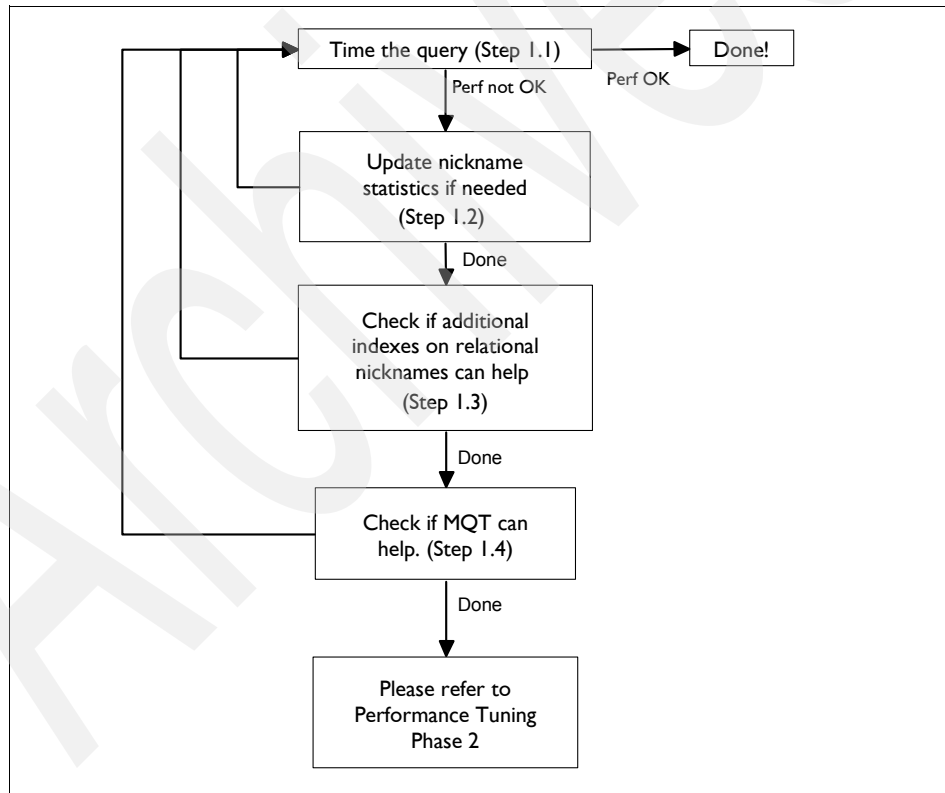 Time the query (Step 1.1)
Done!
Perf not OK
Perf OK
Update nickname
statistics if needed
(Step 1.2)
Done
Check if additional
indexes on relational
nicknames can help
(Step 1.3)
Done
Check if MQT can
help. (Step 1.4)
Done
Please refer to
Performance Tuning
Phase 2
Archive